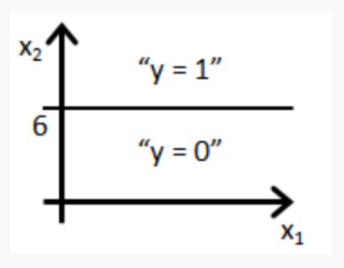 x₂
“y = 1”
6
“y = 0”
x₁